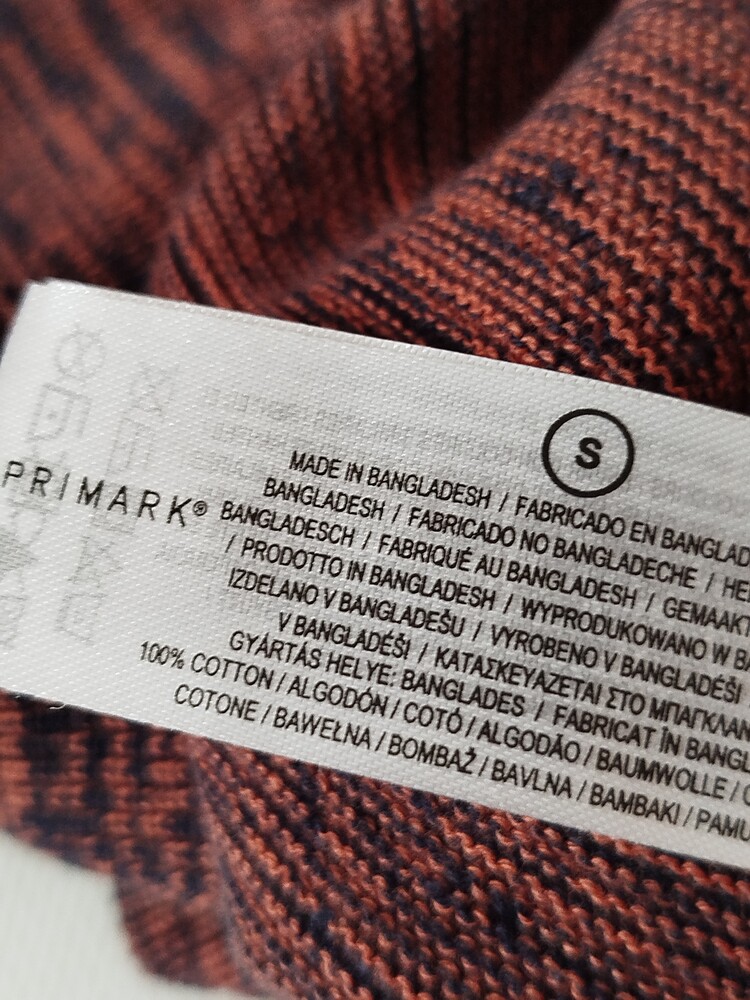 S
PRIMARK®
MADE IN BANGLADESH / FABRICADO EN BANGLAD
BANGLADESH / FABRICADO NO BANGLADECHE / HE
BANGLADESCH / FABRIQUÉ AU BANGLADESH / GEMAAKT
/ PRODOTTO IN BANGLADESH / WYPRODUKOWANO W BA
IZDELANO V BANGLADEŠU / VYROBENO V BANGLADÉŠI
V BANGLADÉŠI / ΚΑΤΑΣΚΕΥΑΖΕΤΑΙ ΣΤΟ ΜΠΑΓΚΛΑΝ
GYÁRTÁS HELYE: BANGLADES / FABRICAT ÎN BANGL
100% COTTON / ALGODÓN / COTÓ / ALGODÃO / BAUMWOLLE /
COTONE / BAWEŁNA / BOMBAŽ / BAVLNA / BAMBAKI / PAMU